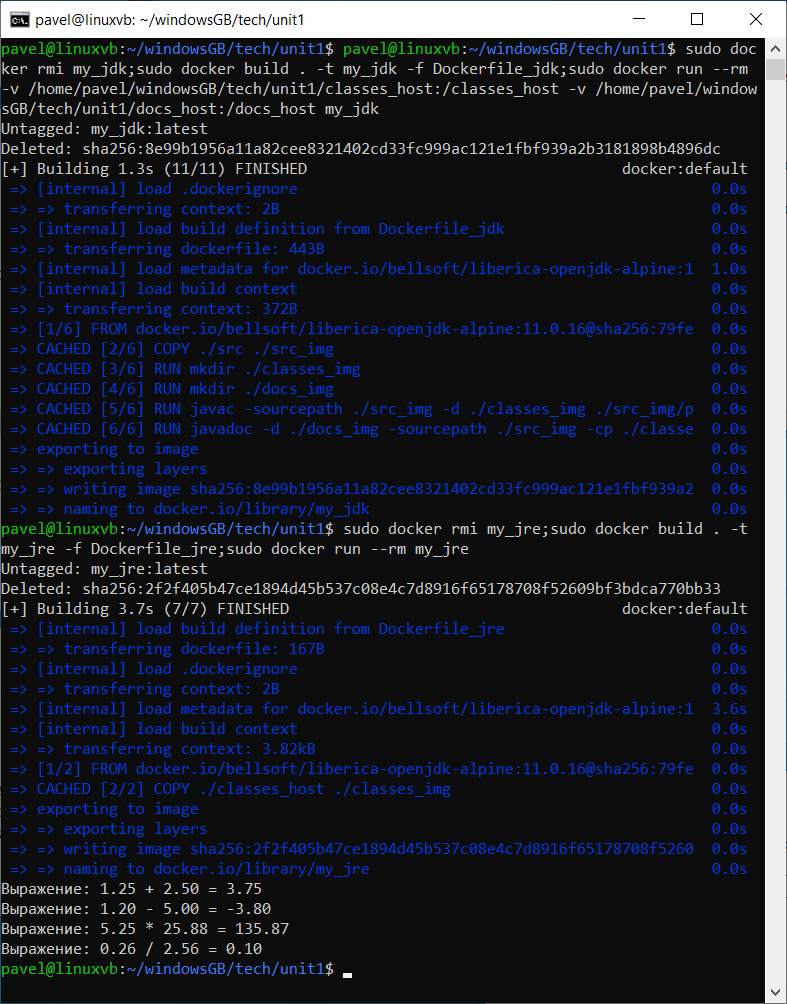 pavel@linuxvb: ~/windowsGB/tech/unit1
pavel@linuxvb:~/windowsGB/tech/unit1$ pavel@linuxvb:~/windowsGB/tech/unit1$ sudo doc
ker rmi my_jdk;sudo docker build . -t my_jdk -f Dockerfile_jdk;sudo docker run --rm
-v /home/pavel/windowsGB/tech/unit1/classes_host:/classes_host -v /home/pavel/window
sGB/tech/unit1/docs_host:/docs_host my_jdk
Untagged: my_jdk:latest
Deleted: sha256:8e99b1956a11a82cee8321402cd33fc999ac121e1fbf939a2b3181898b4896dc
[+] Building 1.3s (11/11) FINISHED docker:default
=> [internal] load .dockerignore 0.0s
=> => transferring context: 2B 0.0s
=> [internal] load build definition from Dockerfile_jdk 0.0s
=> => transferring dockerfile: 443B 0.0s
=> [internal] load metadata for docker.io/bellsoft/liberica-openjdk-alpine:1 1.0s
=> [internal] load build context 0.0s
=> => transferring context: 372B 0.0s
=> [1/6] FROM docker.io/bellsoft/liberica-openjdk-alpine:11.0.16@sha256:79fe 0.0s
=> CACHED [2/6] COPY ./src ./src_img 0.0s
=> CACHED [3/6] RUN mkdir ./classes_img 0.0s
=> CACHED [4/6] RUN mkdir ./docs_img 0.0s
=> CACHED [5/6] RUN javac -sourcepath ./src_img -d ./classes_img ./src_img/p 0.0s
=> CACHED [6/6] RUN javadoc -d ./docs_img -sourcepath ./src_img -cp ./classe 0.0s
=> exporting to image 0.0s
=> => exporting layers 0.0s
=> => writing image sha256:8e99b1956a11a82cee8321402cd33fc999ac121e1fbf939a2 0.0s
=> => naming to docker.io/library/my_jdk 0.0s
pavel@linuxvb:~/windowsGB/tech/unit1$ sudo docker rmi my_jre;sudo docker build . -t
my_jre -f Dockerfile_jre;sudo docker run --rm my_jre
Untagged: my_jre:latest
Deleted: sha256:2f2f405b47ce1894d45b537c08e4c7d8916f65178708f52609bf3bdca770bb33
[+] Building 3.7s (7/7) FINISHED docker:default
=> [internal] load build definition from Dockerfile_jre 0.0s
=> => transferring dockerfile: 167B 0.0s
=> [internal] load .dockerignore 0.0s
=> => transferring context: 2B 0.0s
=> [internal] load metadata for docker.io/bellsoft/liberica-openjdk-alpine:1 3.6s
=> [internal] load build context 0.0s
=> => transferring context: 3.82kB 0.0s
=> [1/2] FROM docker.io/bellsoft/liberica-openjdk-alpine:11.0.16@sha256:79fe 0.0s
=> CACHED [2/2] COPY ./classes_host ./classes_img 0.0s
=> exporting to image 0.0s
=> => exporting layers 0.0s
=> => writing image sha256:2f2f405b47ce1894d45b537c08e4c7d8916f65178708f5260 0.0s
=> => naming to docker.io/library/my_jre 0.0s
Выражение: 1.25 + 2.50 = 3.75
Выражение: 1.20 - 5.00 = -3.80
Выражение: 5.25 * 25.88 = 135.87
Выражение: 0.26 / 2.56 = 0.10
pavel@linuxvb:~/windowsGB/tech/unit1$